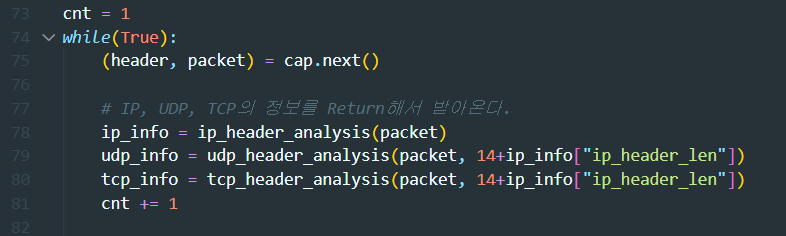 73 cnt = 1
74 while(True):
75 (header, packet) = cap.next()
76
77 # IP, UDP, TCP의 정보를 Return해서 받아온다.
78 ip_info = ip_header_analysis(packet)
79 udp_info = udp_header_analysis(packet, 14+ip_info["ip_header_len"])
80 tcp_info = tcp_header_analysis(packet, 14+ip_info["ip_header_len"])
81 cnt += 1
82